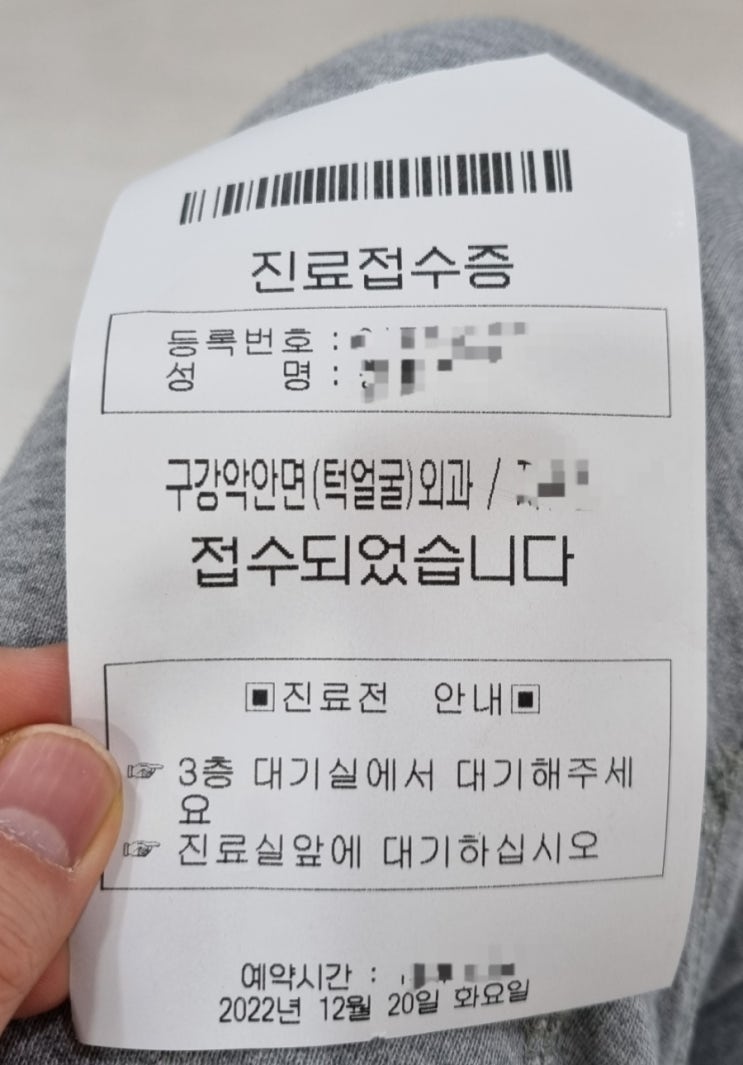 진료접수증
등록번호 :
성 명 :
구강악안면(턱얼굴)외과 /
접수되었습니다
▣진료전 안내▣
☞ 3층 대기실에서 대기해주세
요
☞ 진료실앞에 대기하십시오
예약시간 :
2022년 12월 20일 화요일